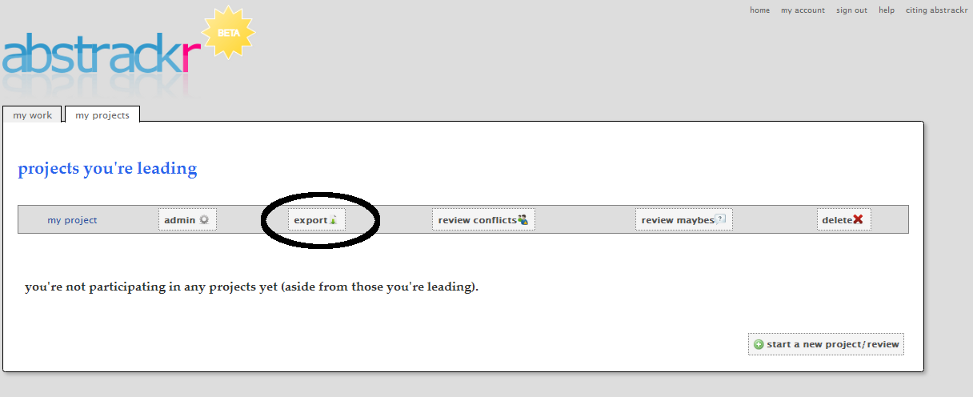 home my account sign out help citing abstrackr
BETA
abstrackr
my work my projects
projects you're leading
my project admin export review conflicts review maybes delete
you're not participating in any projects yet (aside from those you're leading).
start a new project/review